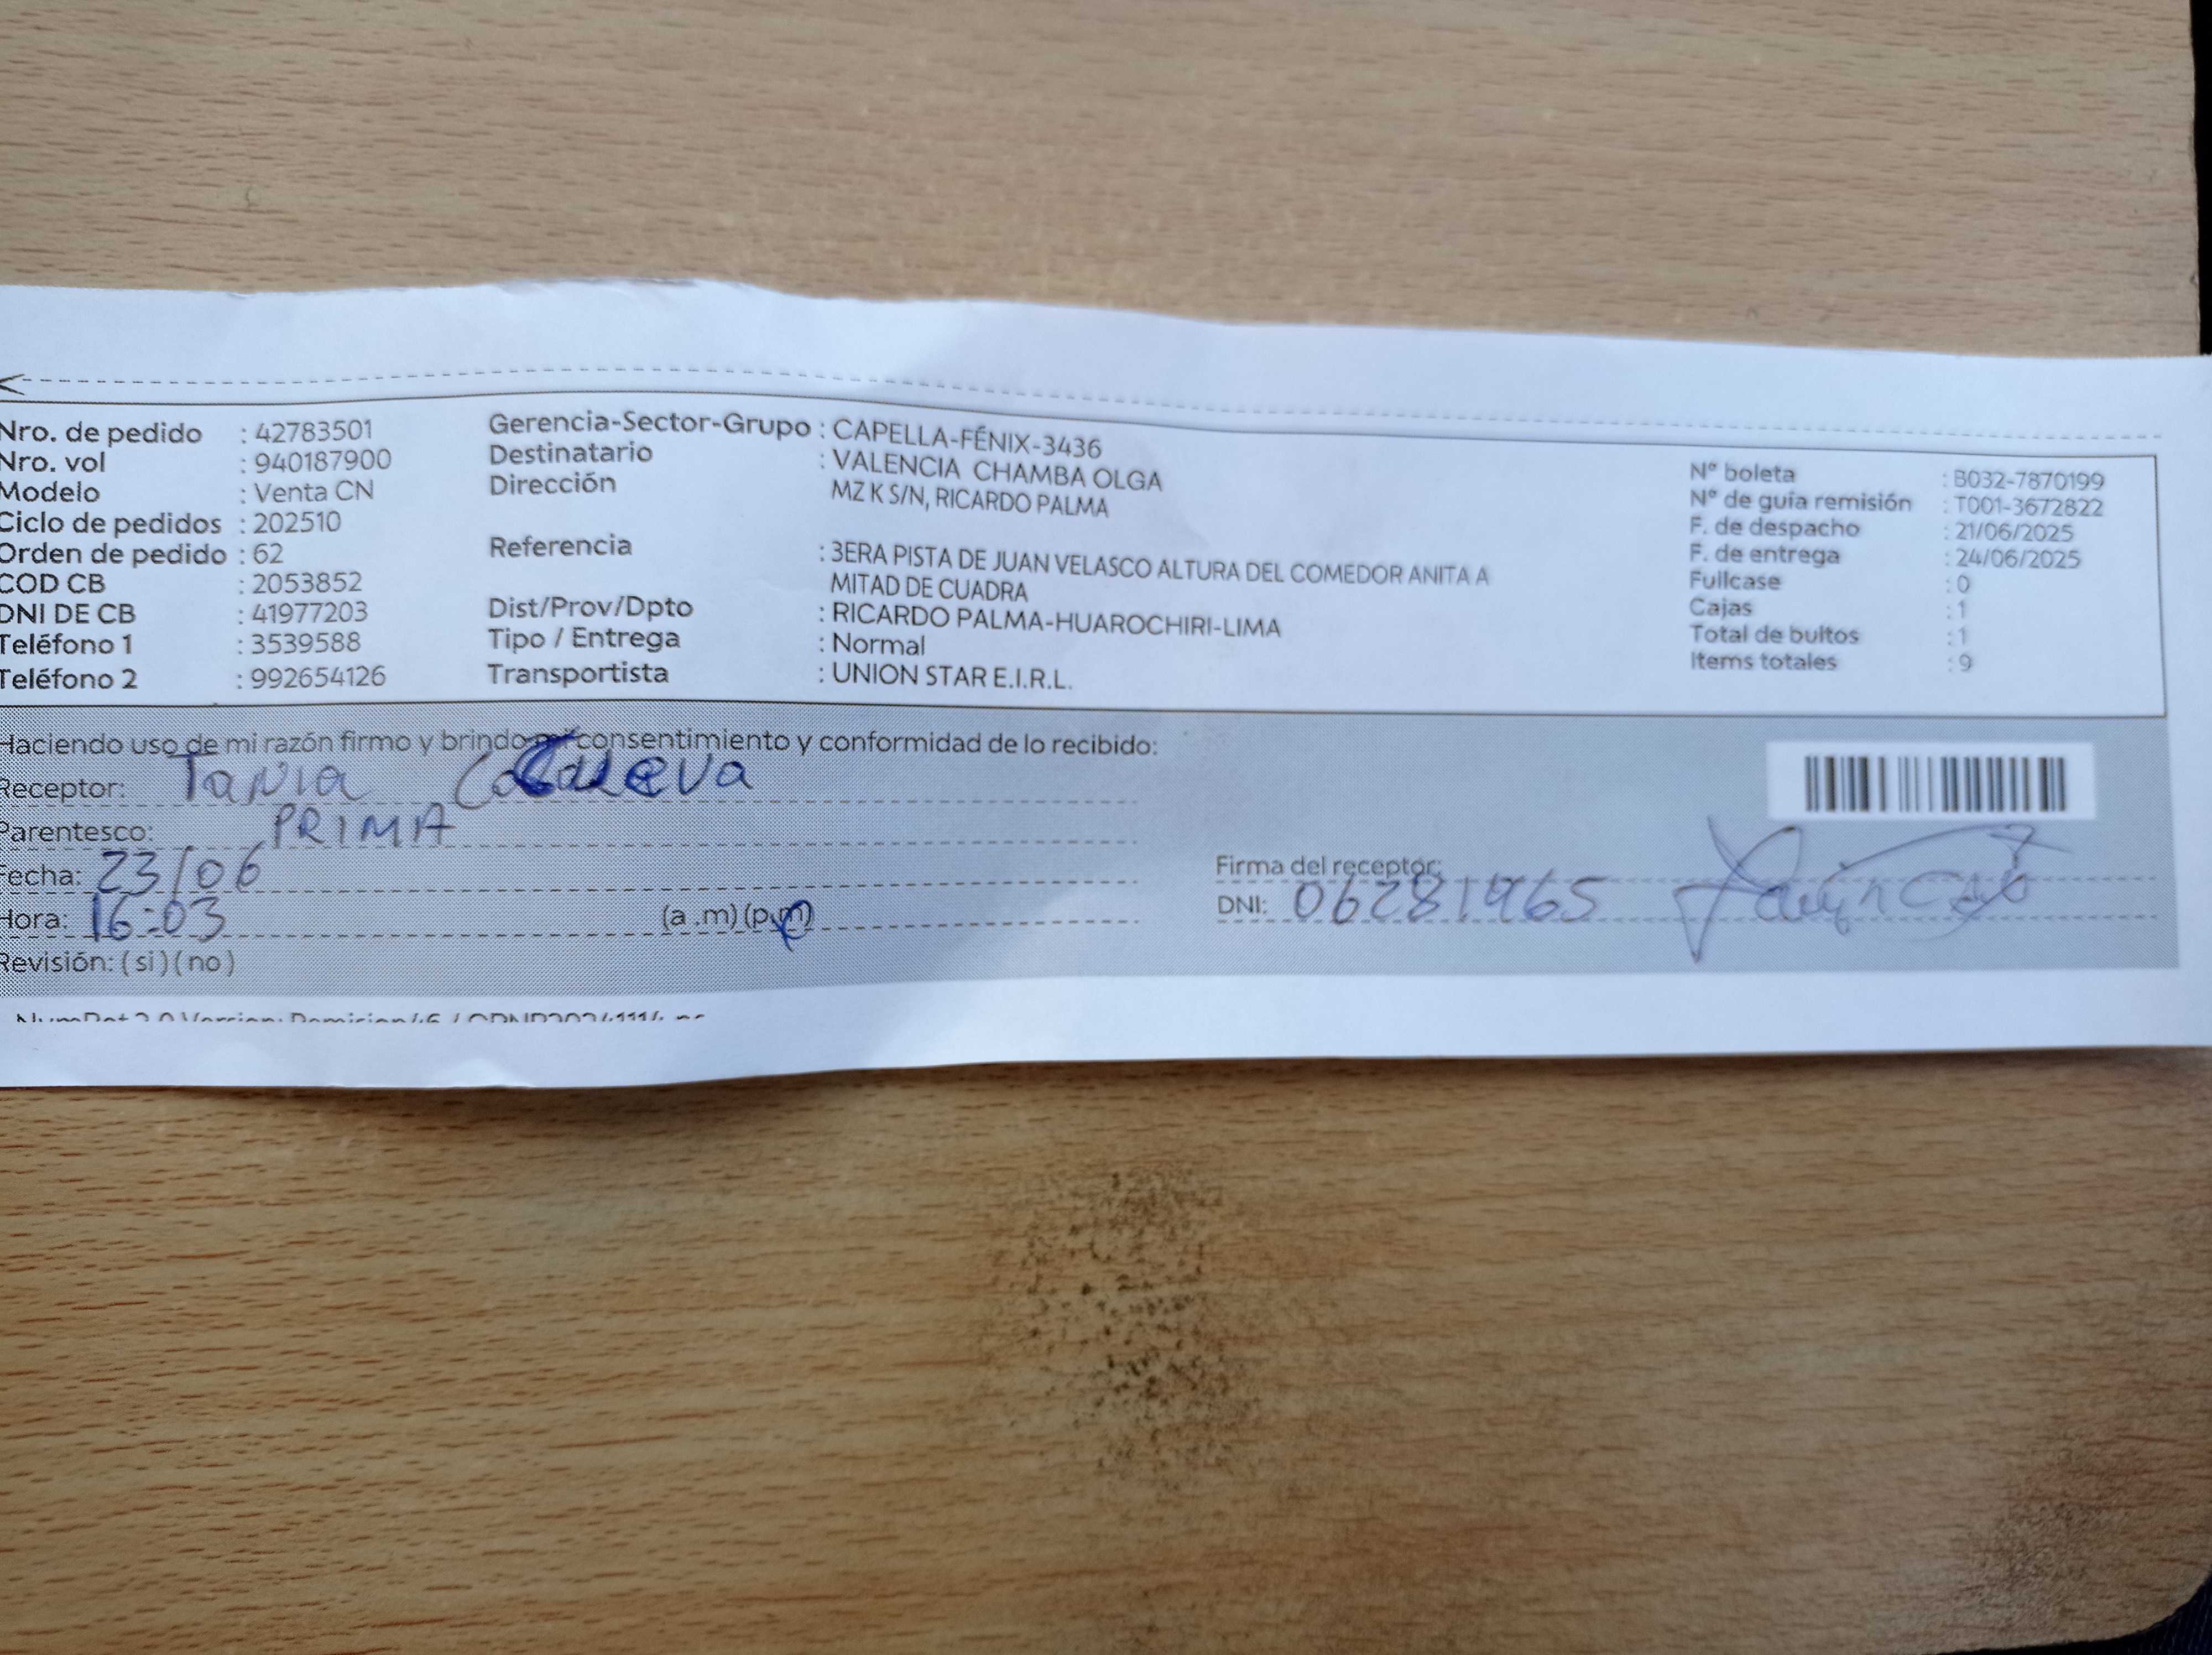 Nro. de pedido : 42783501
Nro. vol : 940187900
Modelo : Venta CN
Ciclo de pedidos : 202510
Orden de pedido : 62
COD CB : 2053852
DNI DE CB : 41977203
Teléfono 1 : 3539588
Teléfono 2 : 992654126
Gerencia-Sector-Grupo : CAPELLA-FÉNIX-3436
Destinatario : VALENCIA CHAMBA OLGA
Dirección MZ K S/N, RICARDO PALMA
Referencia : 3ERA PISTA DE JUAN VELASCO ALTURA DEL COMEDOR ANITA A
MITAD DE CUADRA
Dist/Prov/Dpto : RICARDO PALMA-HUAROCHIRI-LIMA
Tipo / Entrega : Normal
Transportista : UNION STAR E.I.R.L.
Nº boleta : B032-7870199
Nº de guía remisión : T001-3672822
F. de despacho : 21/06/2025
F. de entrega : 24/06/2025
Fullcase : 0
Cajas : 1
Total de bultos : 1
Items totales : 9
Haciendo uso de mi razón firmo y brindo consentimiento y conformidad de lo recibido:
Receptor: Tania
Parentesco: PRIMA
Fecha: 23/06
Hora: 16:03 (a .m) (p.m)
Revisión: ( si ) ( no )
Firma del receptor:
DNI: 06281965